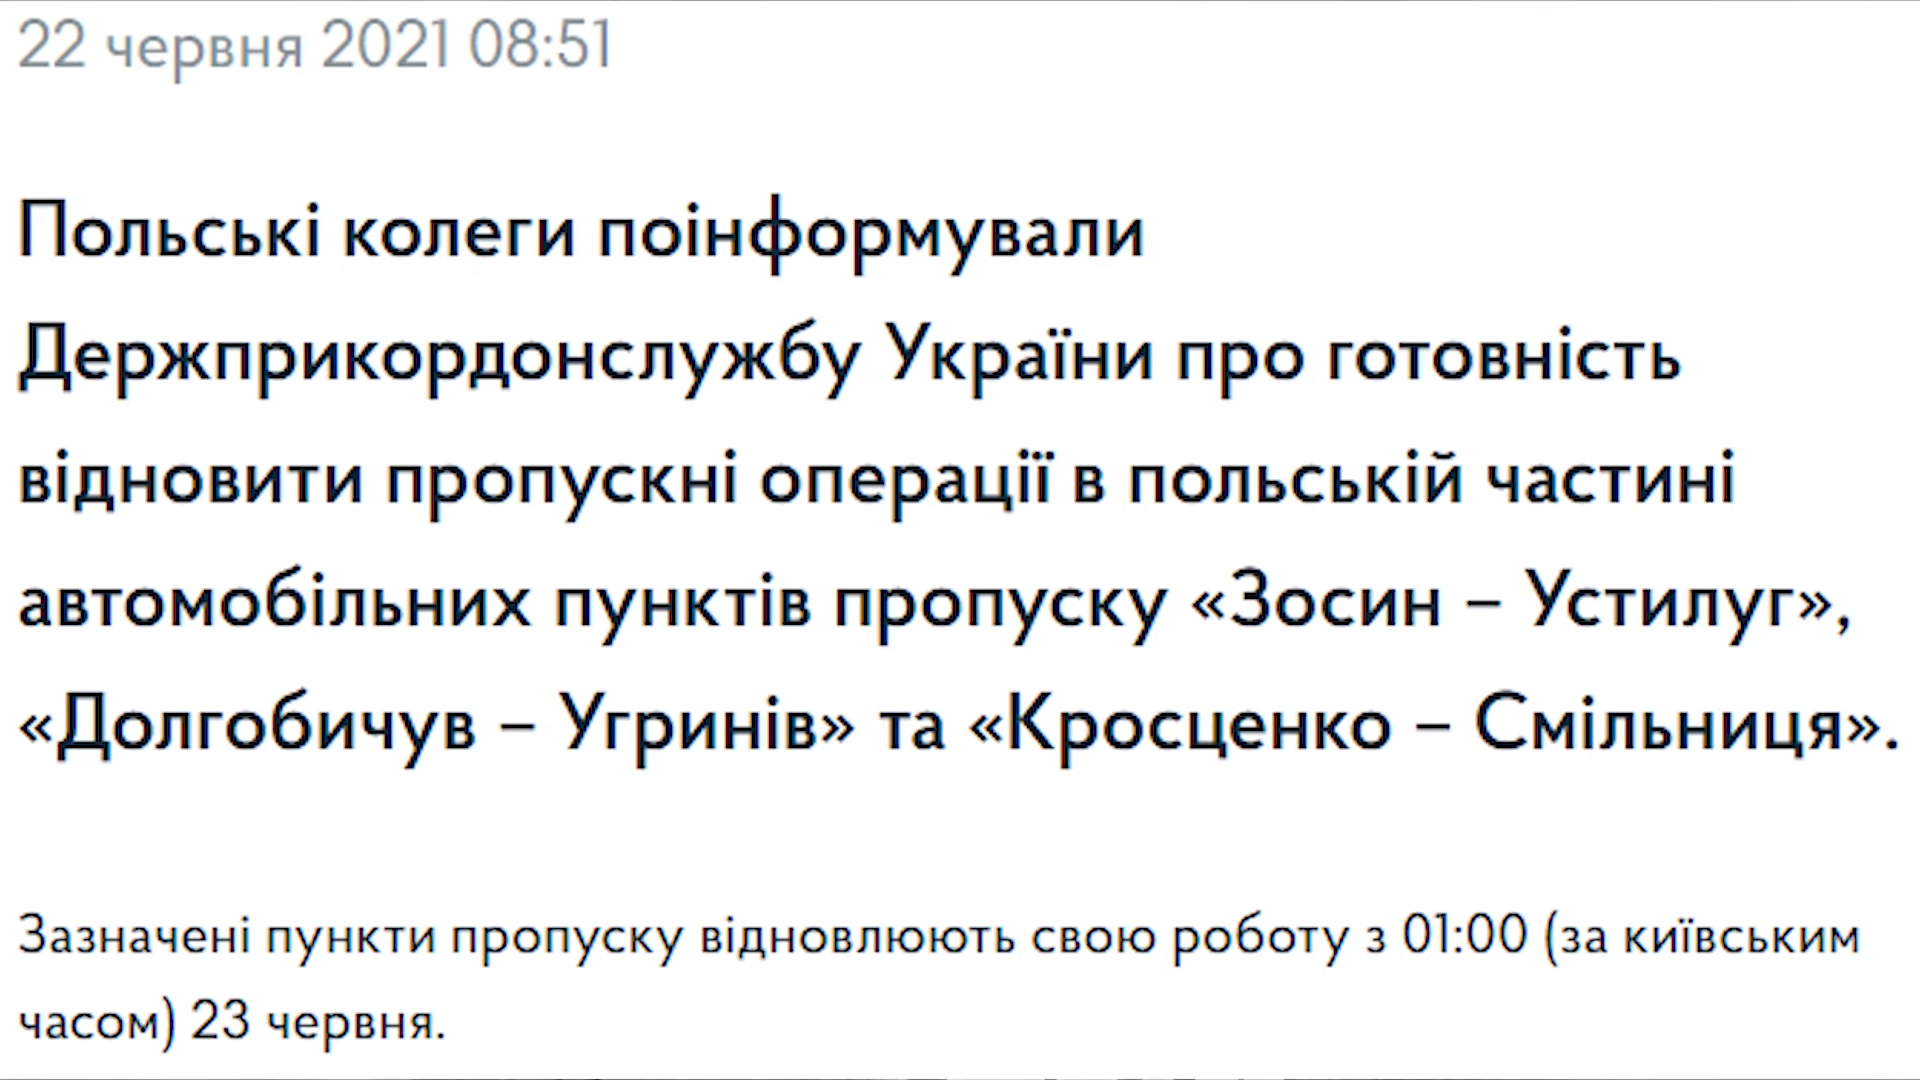 22 червня 2021 08:51
Польські колеги поінформували
Держприкордонслужбу України про готовність
відновити пропускні операції в польській частині
автомобільних пунктів пропуску «Зосин – Устилуг»,
«Долгобичув – Угринів» та «Кросценко – Смільниця».
Зазначені пункти пропуску відновлюють свою роботу з 01:00 (за київським
часом) 23 червня.